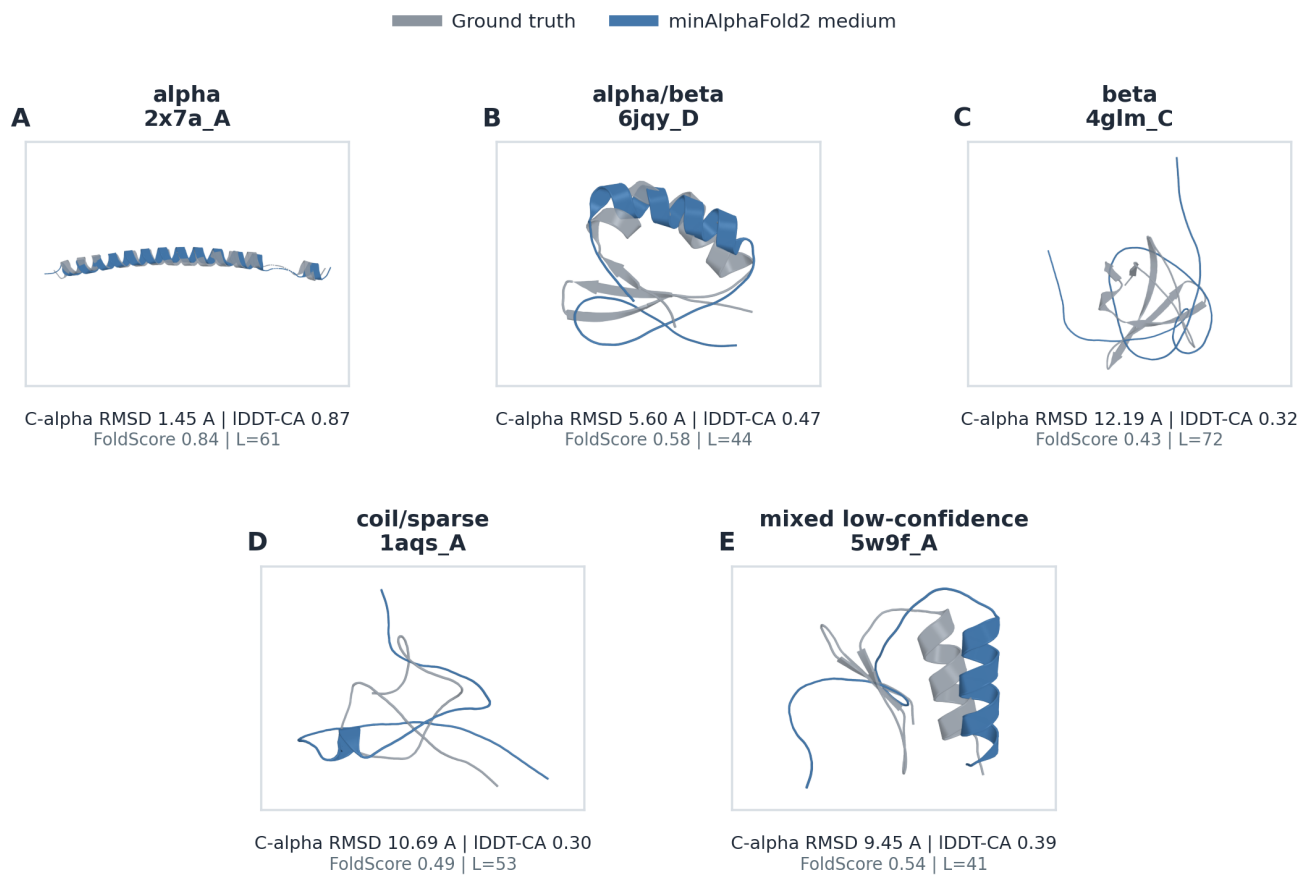 Ground truth
minAlphaFold2 medium
A
alpha
2x7a_A
C-alpha RMSD 1.45 A | lDDT-CA 0.87
FoldScore 0.84 | L=61
B
alpha/beta
6jqy_D
C-alpha RMSD 5.60 A | lDDT-CA 0.47
FoldScore 0.58 | L=44
C
beta
4glm_C
C-alpha RMSD 12.19 A | lDDT-CA 0.32
FoldScore 0.43 | L=72
D
coil/sparse
1aqs_A
C-alpha RMSD 10.69 A | lDDT-CA 0.30
FoldScore 0.49 | L=53
E
mixed low-confidence
5w9f_A
C-alpha RMSD 9.45 A | lDDT-CA 0.39
FoldScore 0.54 | L=41